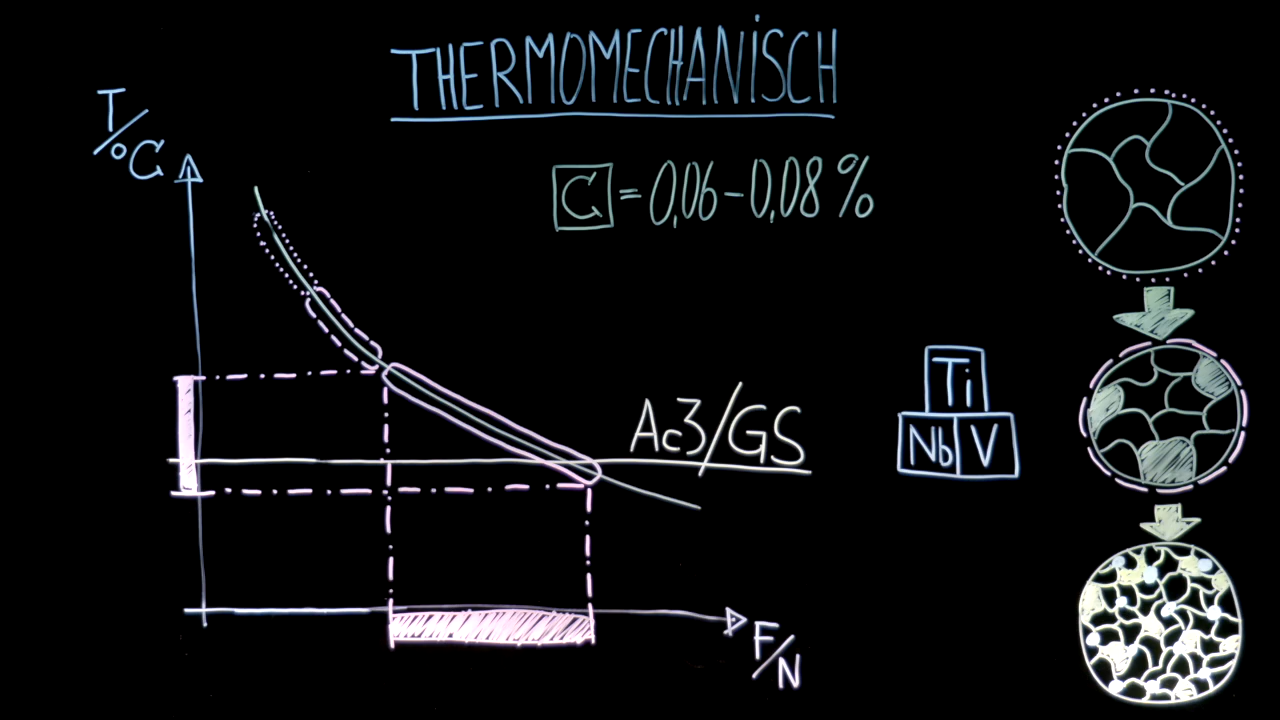 THERMOMECHANiSCH
T/°C
C = 0,06-0,08%
Ac3/GS
Ti
Nb V
F/N